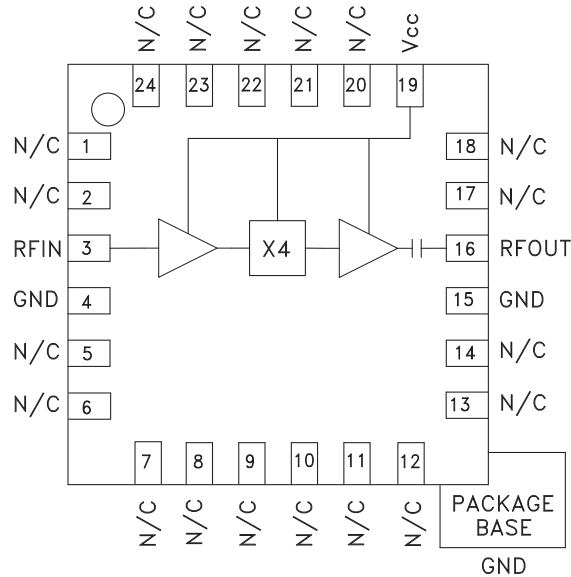 N/C N/C N/C N/C N/C Vcc
24 23 22 21 20 19
N/C 1 18 N/C
N/C 2 17 N/C
RFIN 3 X4 16 RFOUT
GND 4 15 GND
N/C 5 14 N/C
N/C 6 13 N/C
7 8 9 10 11 12
N/C N/C N/C N/C N/C N/C
PACKAGE
BASE
GND